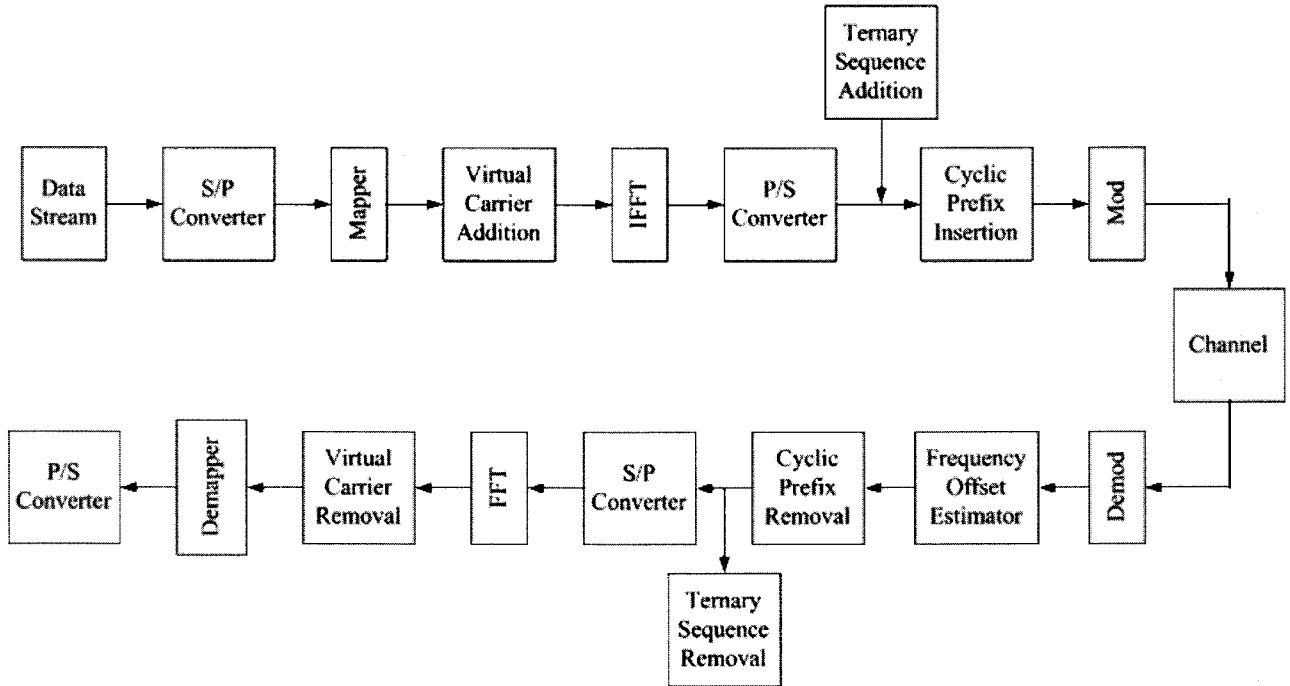 Ternary
Sequence
Addition
Data
Stream
S/P
Converter
Mapper
Virtual
Carrier
Addition
IFFT
P/S
Converter
Cyclic
Prefix
Insertion
Mod
Channel
P/S
Converter
Demapper
Virtual
Carrier
Removal
FFT
S/P
Converter
Cyclic
Prefix
Removal
Frequency
Offset
Estimator
Demod
Ternary
Sequence
Removal